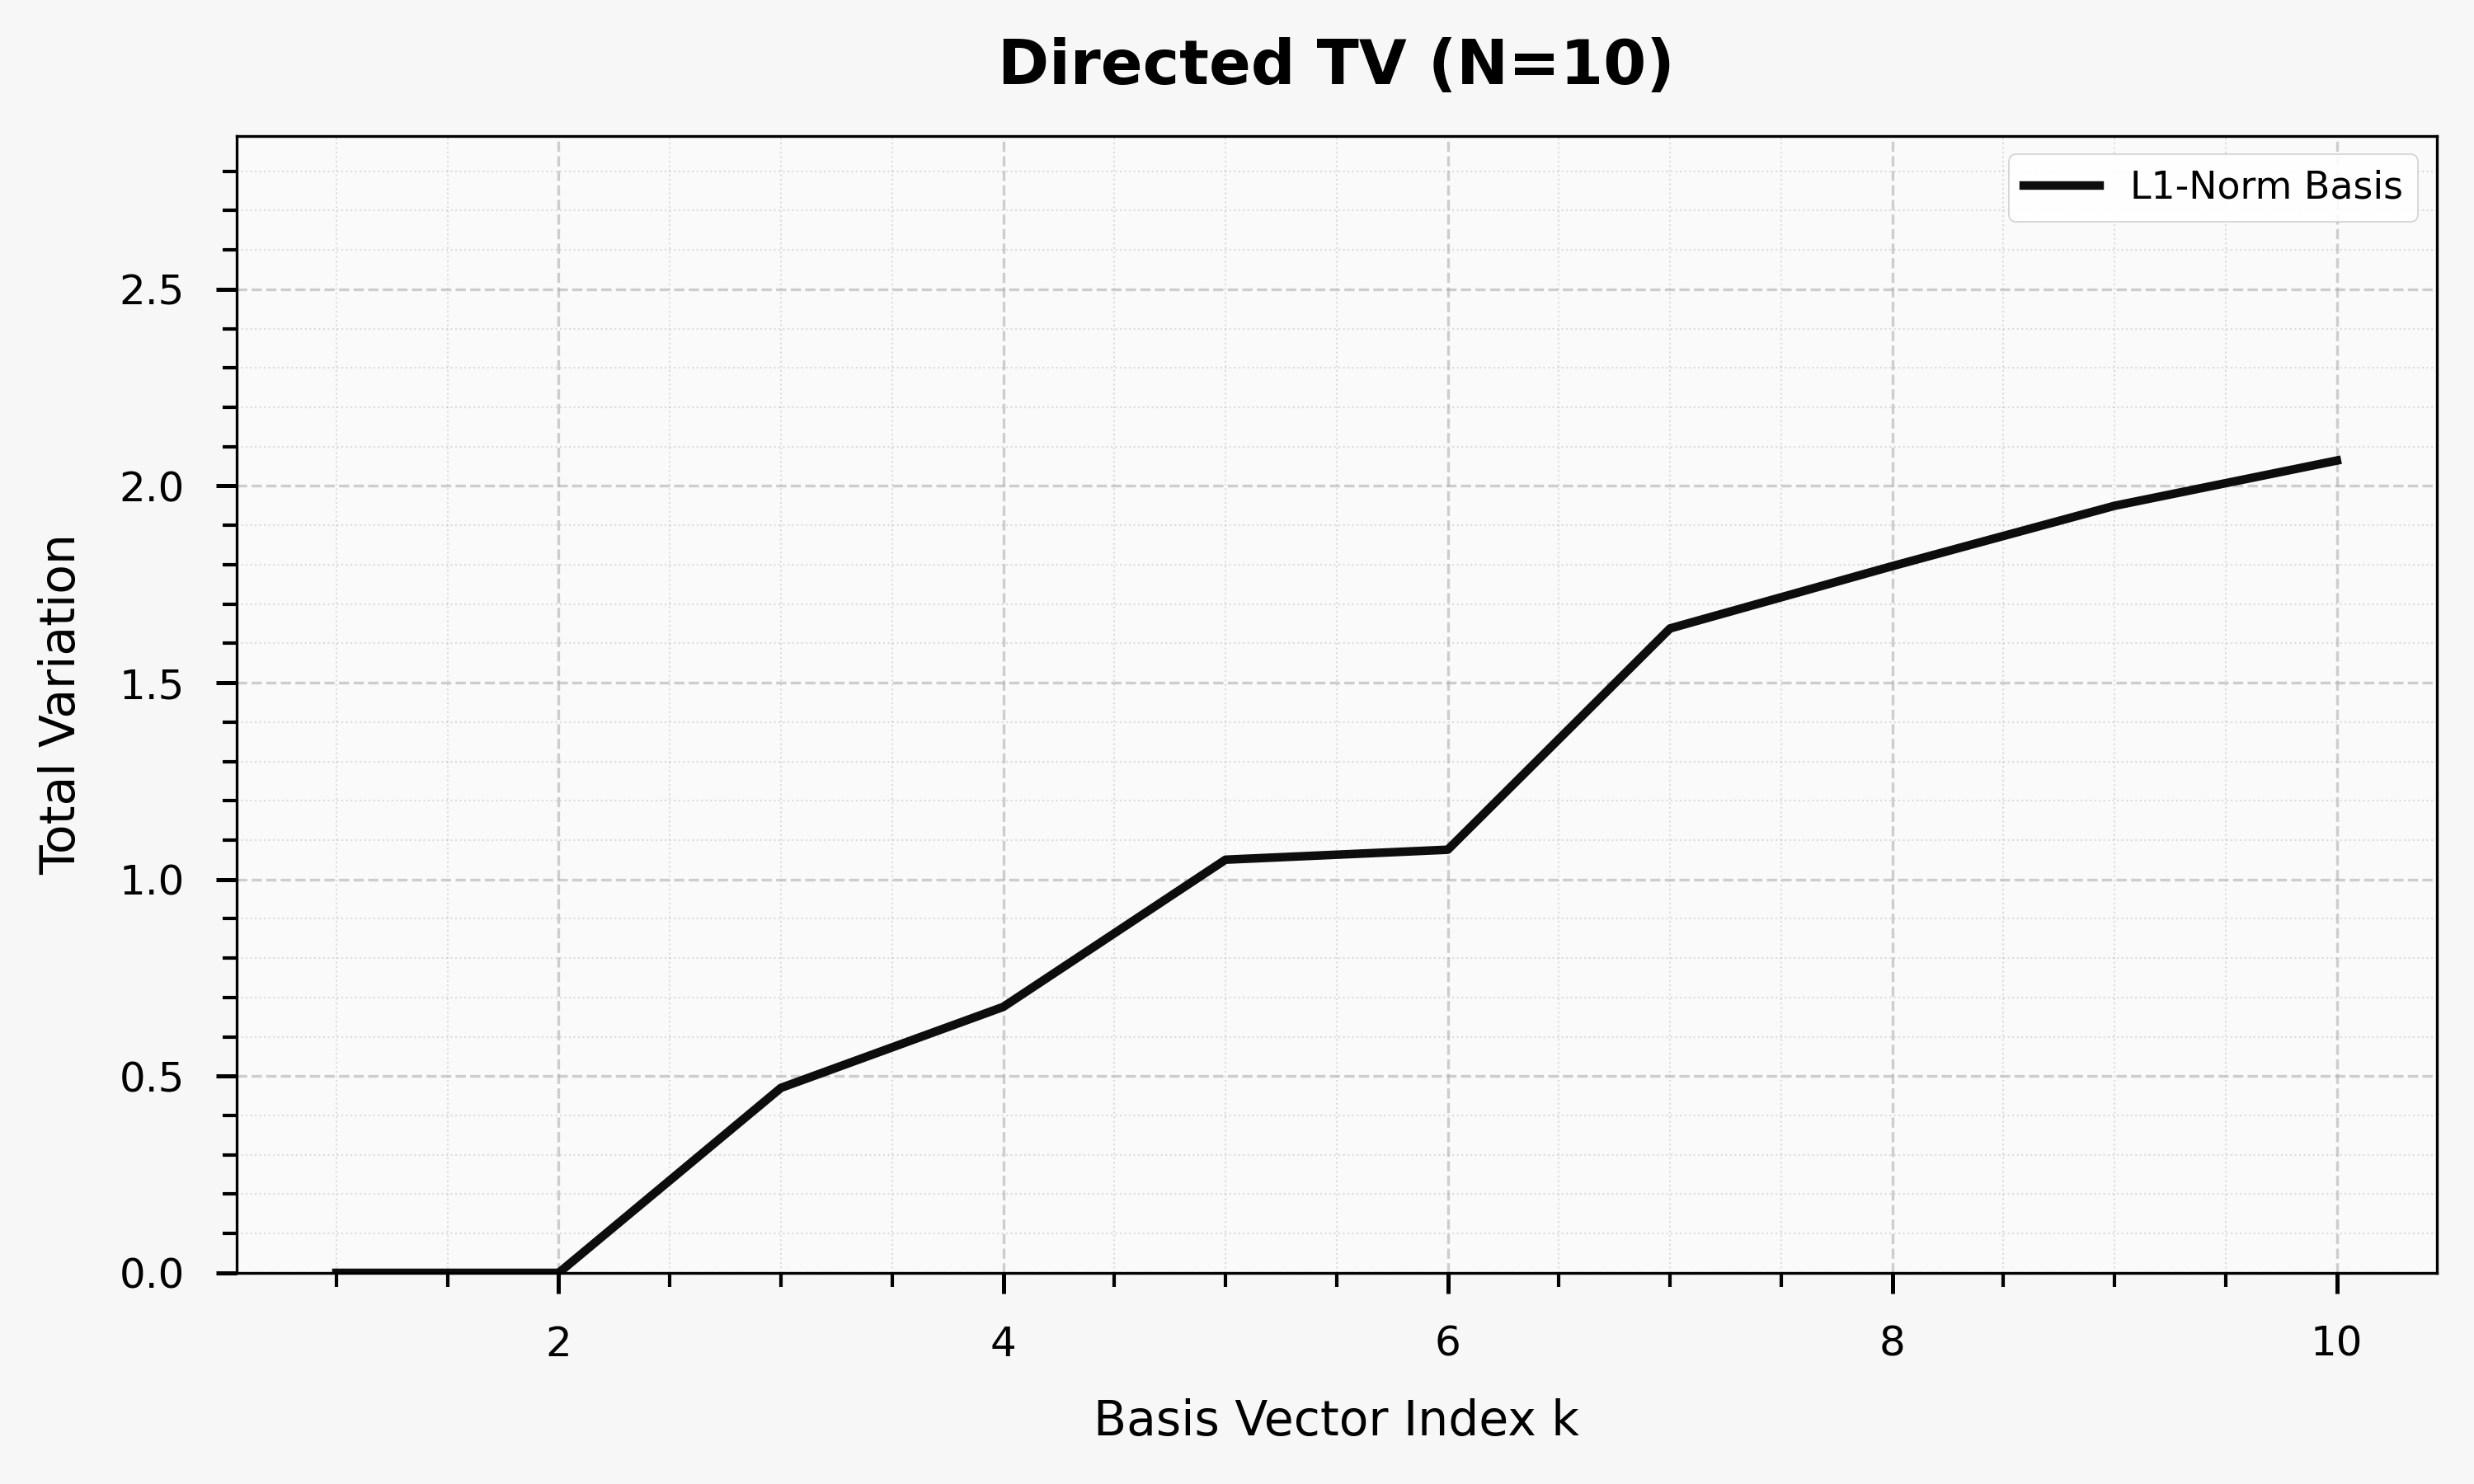 Directed TV (N=10)
L1-Norm Basis
2.5
2.0
1.5
1.0
0.5
0.0
Total Variation
2 4 6 8 10
Basis Vector Index k